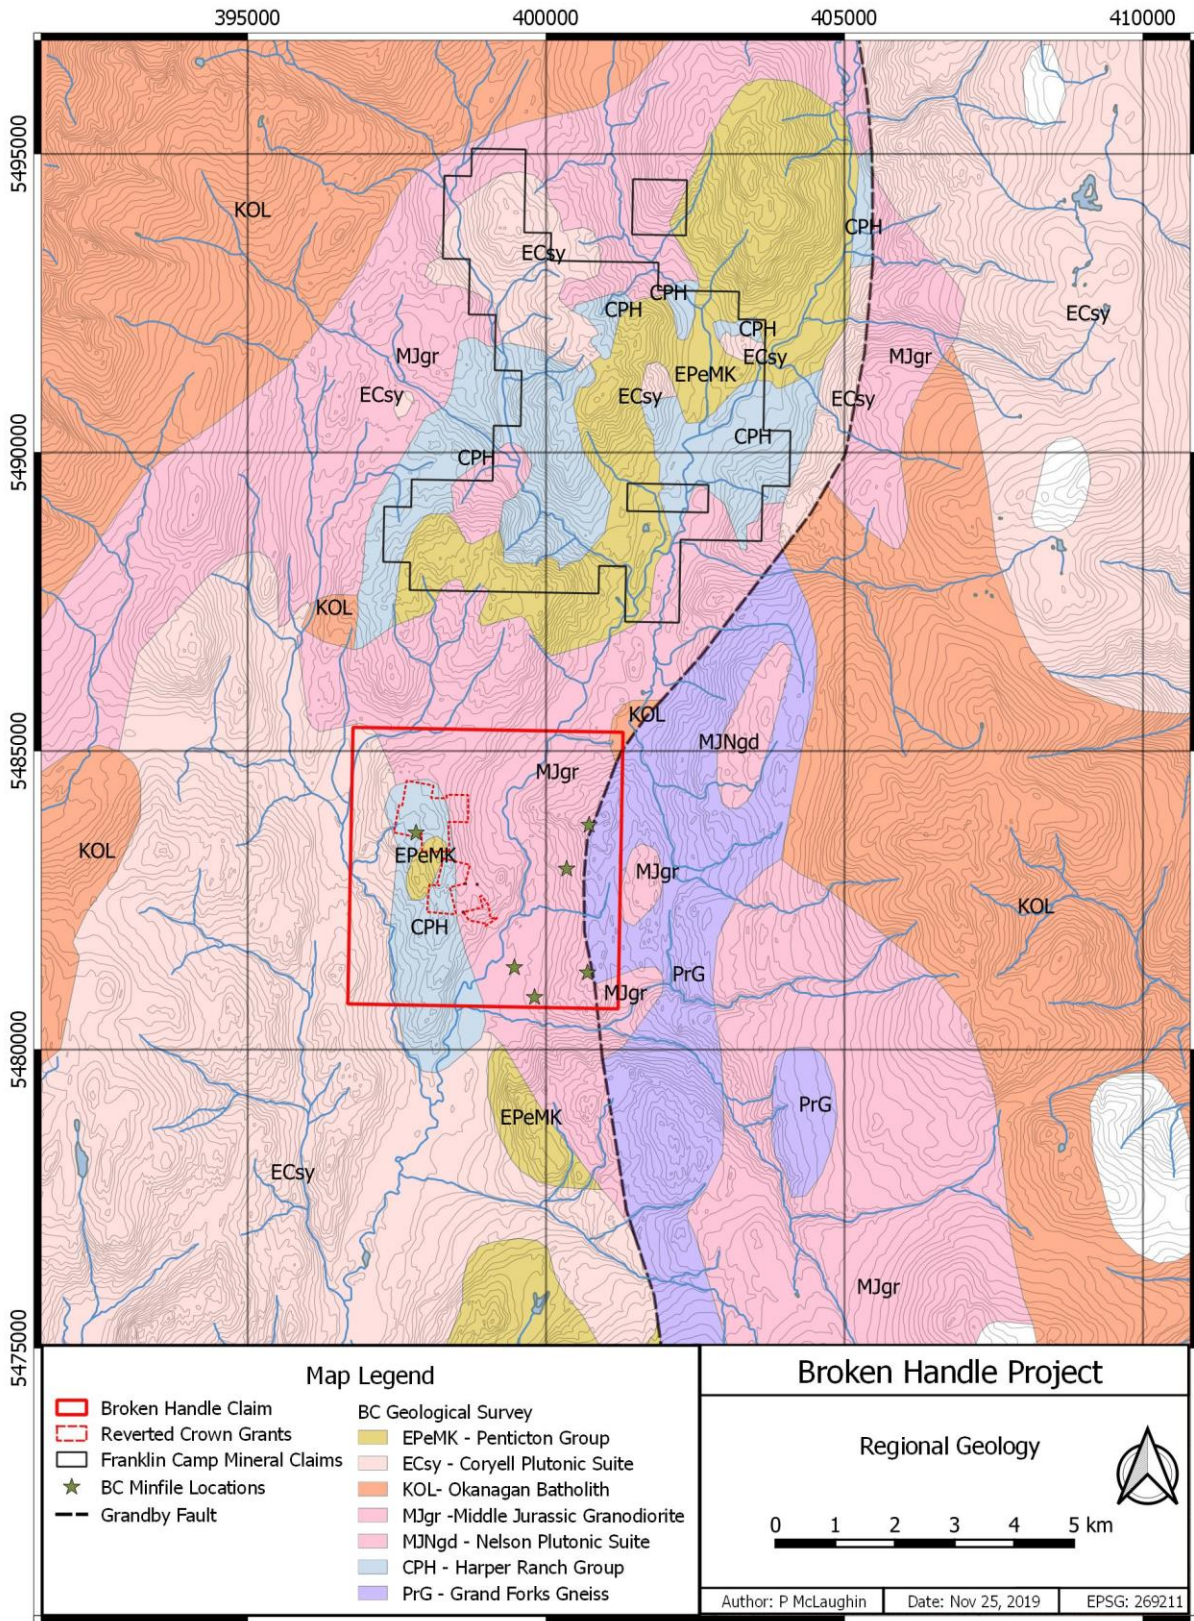 395000 400000 405000 410000
5495000
5490000
5485000
5480000
5475000
KOL
CPH
ECsy
CPH
CPH
CPH
ECsy
MJgr
ECsy
MJgr
EPeMK
ECsy
ECsy
ECsy
CPH
CPH
KOL
KOL
MJNgd
MJgr
KOL
EPeMK
MJgr
KOL
CPH
PrG
MJgr
EPeMK
PrG
ECsy
MJgr
Map Legend
Broken Handle Claim
Reverted Crown Grants
Franklin Camp Mineral Claims
BC Minfile Locations
Grandby Fault
BC Geological Survey
EPeMK - Penticton Group
ECsy - Coryell Plutonic Suite
KOL- Okanagan Batholith
MJgr -Middle Jurassic Granodiorite
MJNgd - Nelson Plutonic Suite
CPH - Harper Ranch Group
PrG - Grand Forks Gneiss
Broken Handle Project
Regional Geology
0 1 2 3 4 5 km
Author: P McLaughin Date: Nov 25, 2019 EPSG: 269211